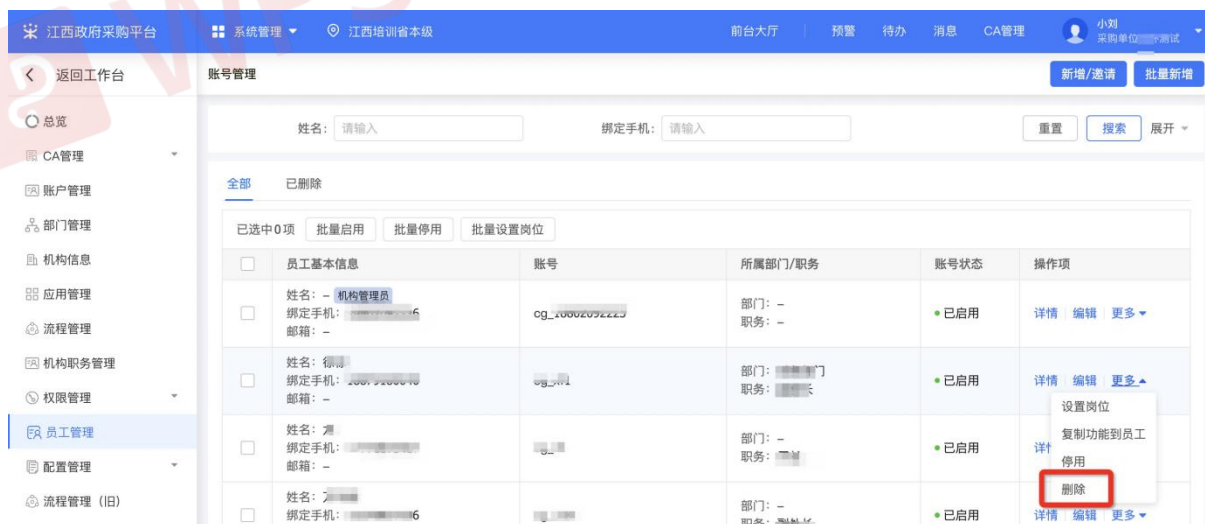 江西政府采购平台 系统管理 江西培训省本级 前台大厅 预警 待办 消息 CA管理 小刘
采购单位 测试
返回工作台 账号管理 新增/邀请 批量新增
总览 姓名: 请输入 绑定手机: 请输入 重置 搜索 展开
CA管理
账户管理 全部 已删除
部门管理 已选中0项 批量启用 批量停用 批量设置岗位
机构信息 员工基本信息 账号 所属部门/职务 账号状态 操作项
应用管理 姓名: – 机构管理员 部门: –
流程管理 绑定手机: 6 cg_ 职务: – 已启用 详情 编辑 更多
邮箱: –
机构职务管理 姓名:
绑定手机: 部门: 门 已启用 详情 编辑 更多
权限管理 邮箱: – 职务: 设置岗位
员工管理 姓名: 复制功能到员工
绑定手机: 部门: – 已启用 停用
配置管理 邮箱: – 职务:
删除
流程管理(旧) 姓名: 部门: –
绑定手机: 6 已启用 详情 编辑 更多